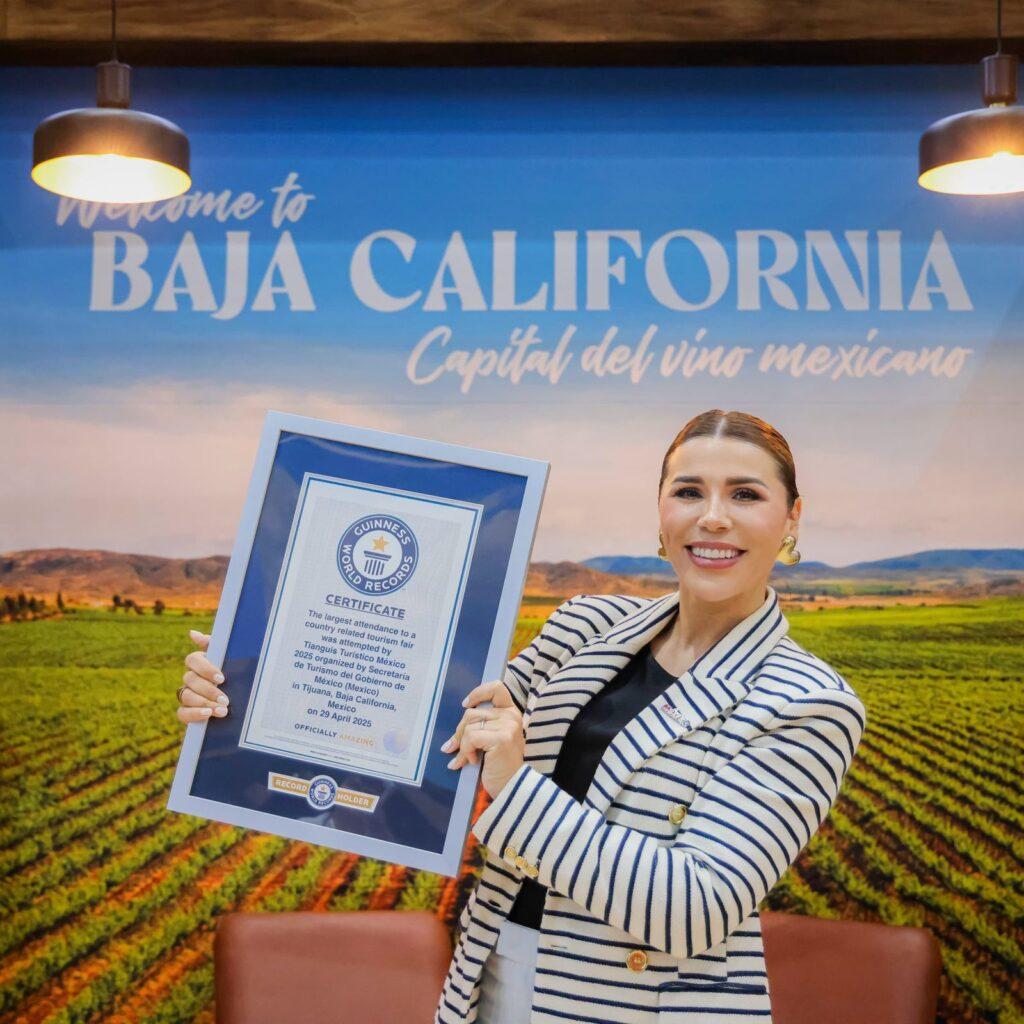 Welcome to
BAJA CALIFORNIA
Capital del vino mexicano
GUINNESS
WORLD RECORDS
CERTIFICATE
The largest attendance to a
country related tourism fair
was attempted by
Tianguis Turístico México
2025 organized by Secretaría
de Turismo del Gobierno de
México (Mexico)
in Tijuana, Baja California,
Mexico
on 29 April 2025
OFFICIALLY AMAZING
RECORD HOLDER